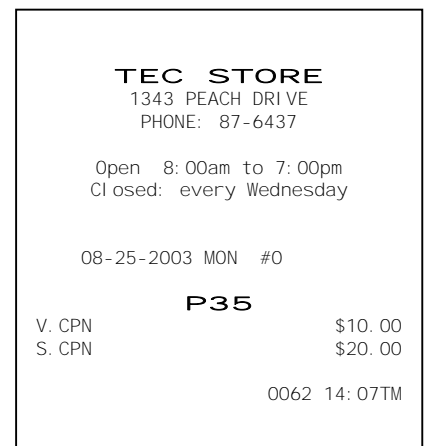 TEC STORE
1343 PEACH DRIVE
PHONE: 87-6437
Open 8:00am to 7:00pm
Closed: every Wednesday
08-25-2003 MON #0
P35
V.CPN $10.00
S.CPN $20.00
0062 14:07TM